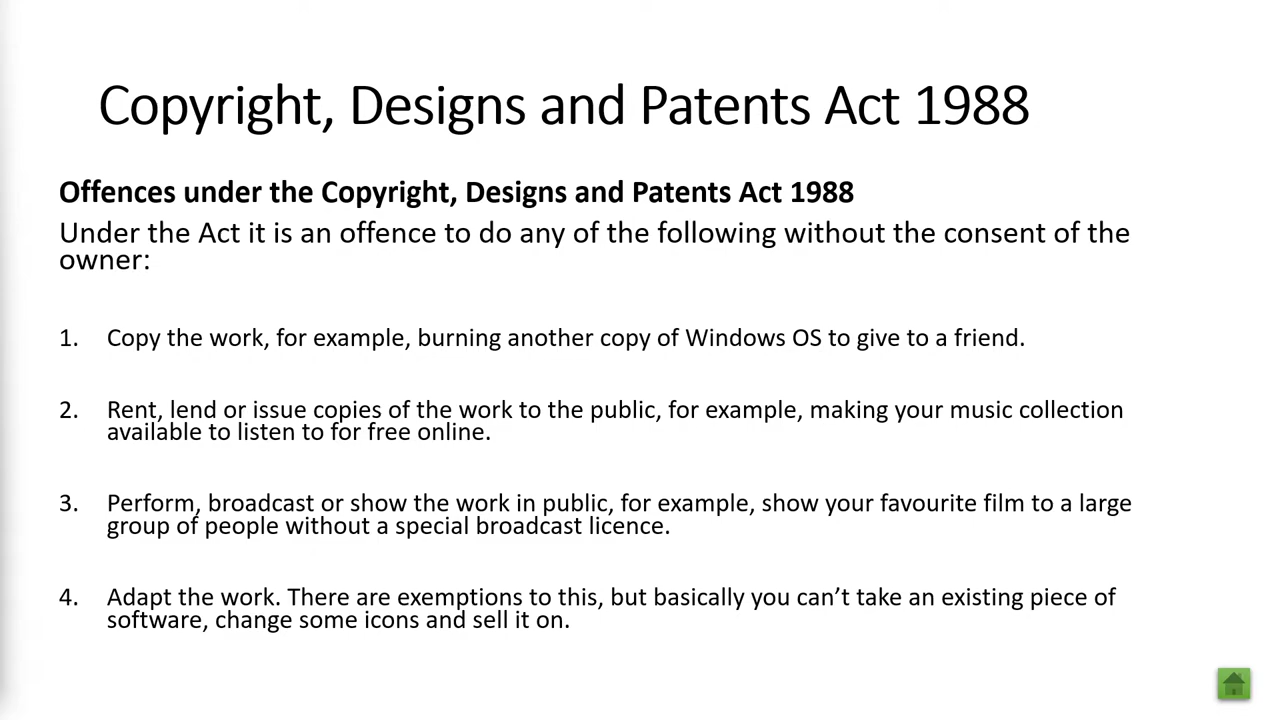 Copyright, Designs and Patents Act 1988
Offences under the Copyright, Designs and Patents Act 1988
Under the Act it is an offence to do any of the following without the consent of the
owner:
1. Copy the work, for example, burning another copy of Windows OS to give to a friend.
2. Rent, lend or issue copies of the work to the public, for example, making your music collection
available to listen to for free online.
3. Perform, broadcast or show the work in public, for example, show your favourite film to a large
group of people without a special broadcast licence.
4. Adapt the work. There are exemptions to this, but basically you can’t take an existing piece of
software, change some icons and sell it on.